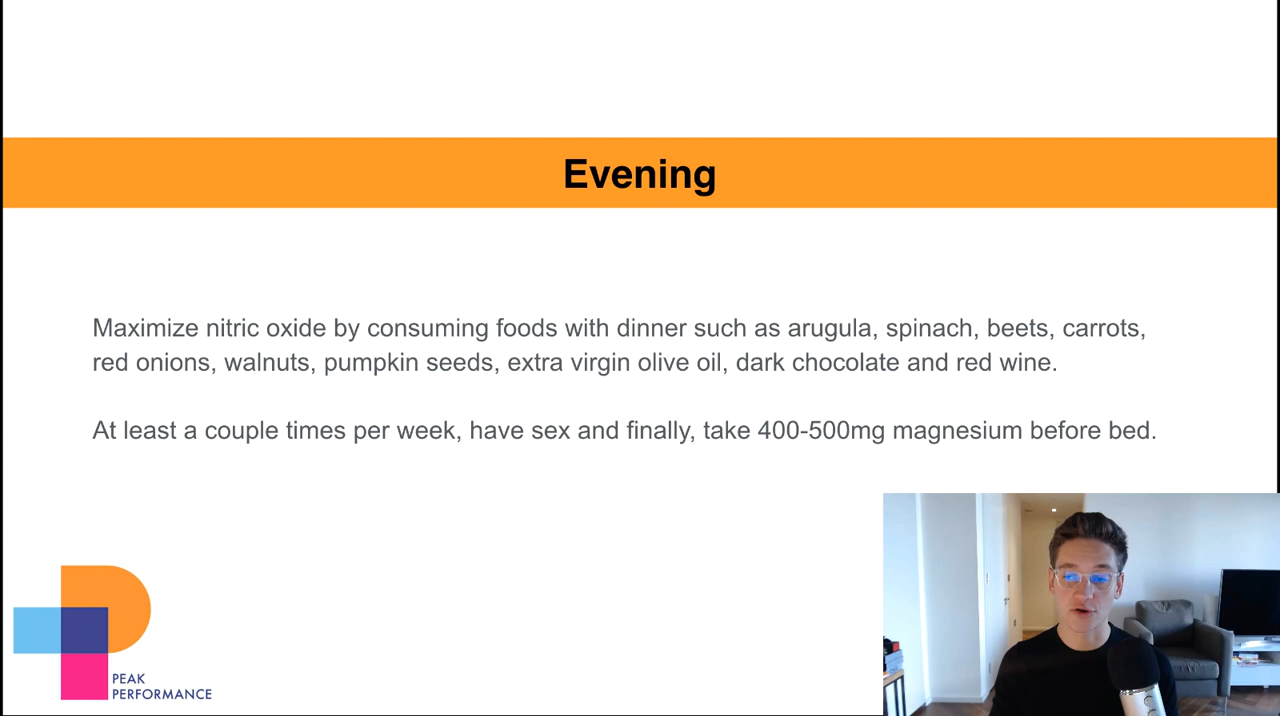 Evening
Maximize nitric oxide by consuming foods with dinner such as arugula, spinach, beets, carrots,
red onions, walnuts, pumpkin seeds, extra virgin olive oil, dark chocolate and red wine.
At least a couple times per week, have sex and finally, take 400-500mg magnesium before bed.
PEAK
PERFORMANCE